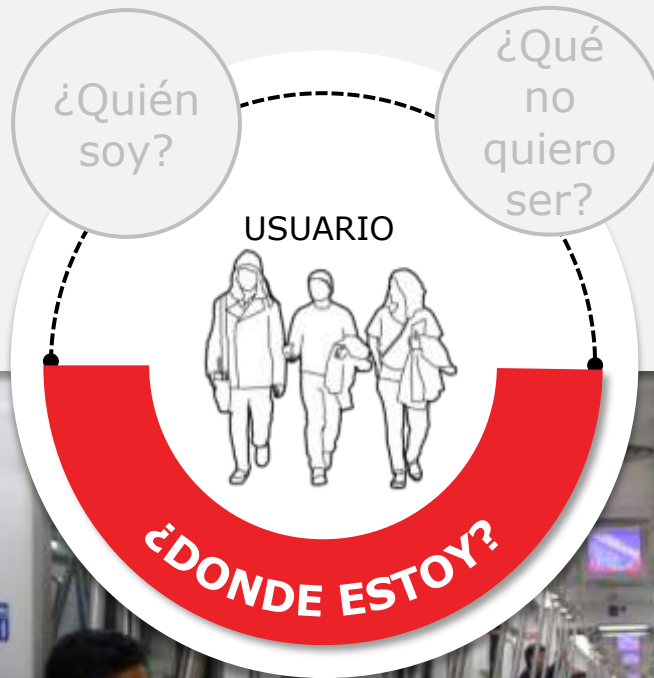 ¿Quién
soy?
¿Qué
no
quiero
ser?
USUARIO
¿DONDE ESTOY?